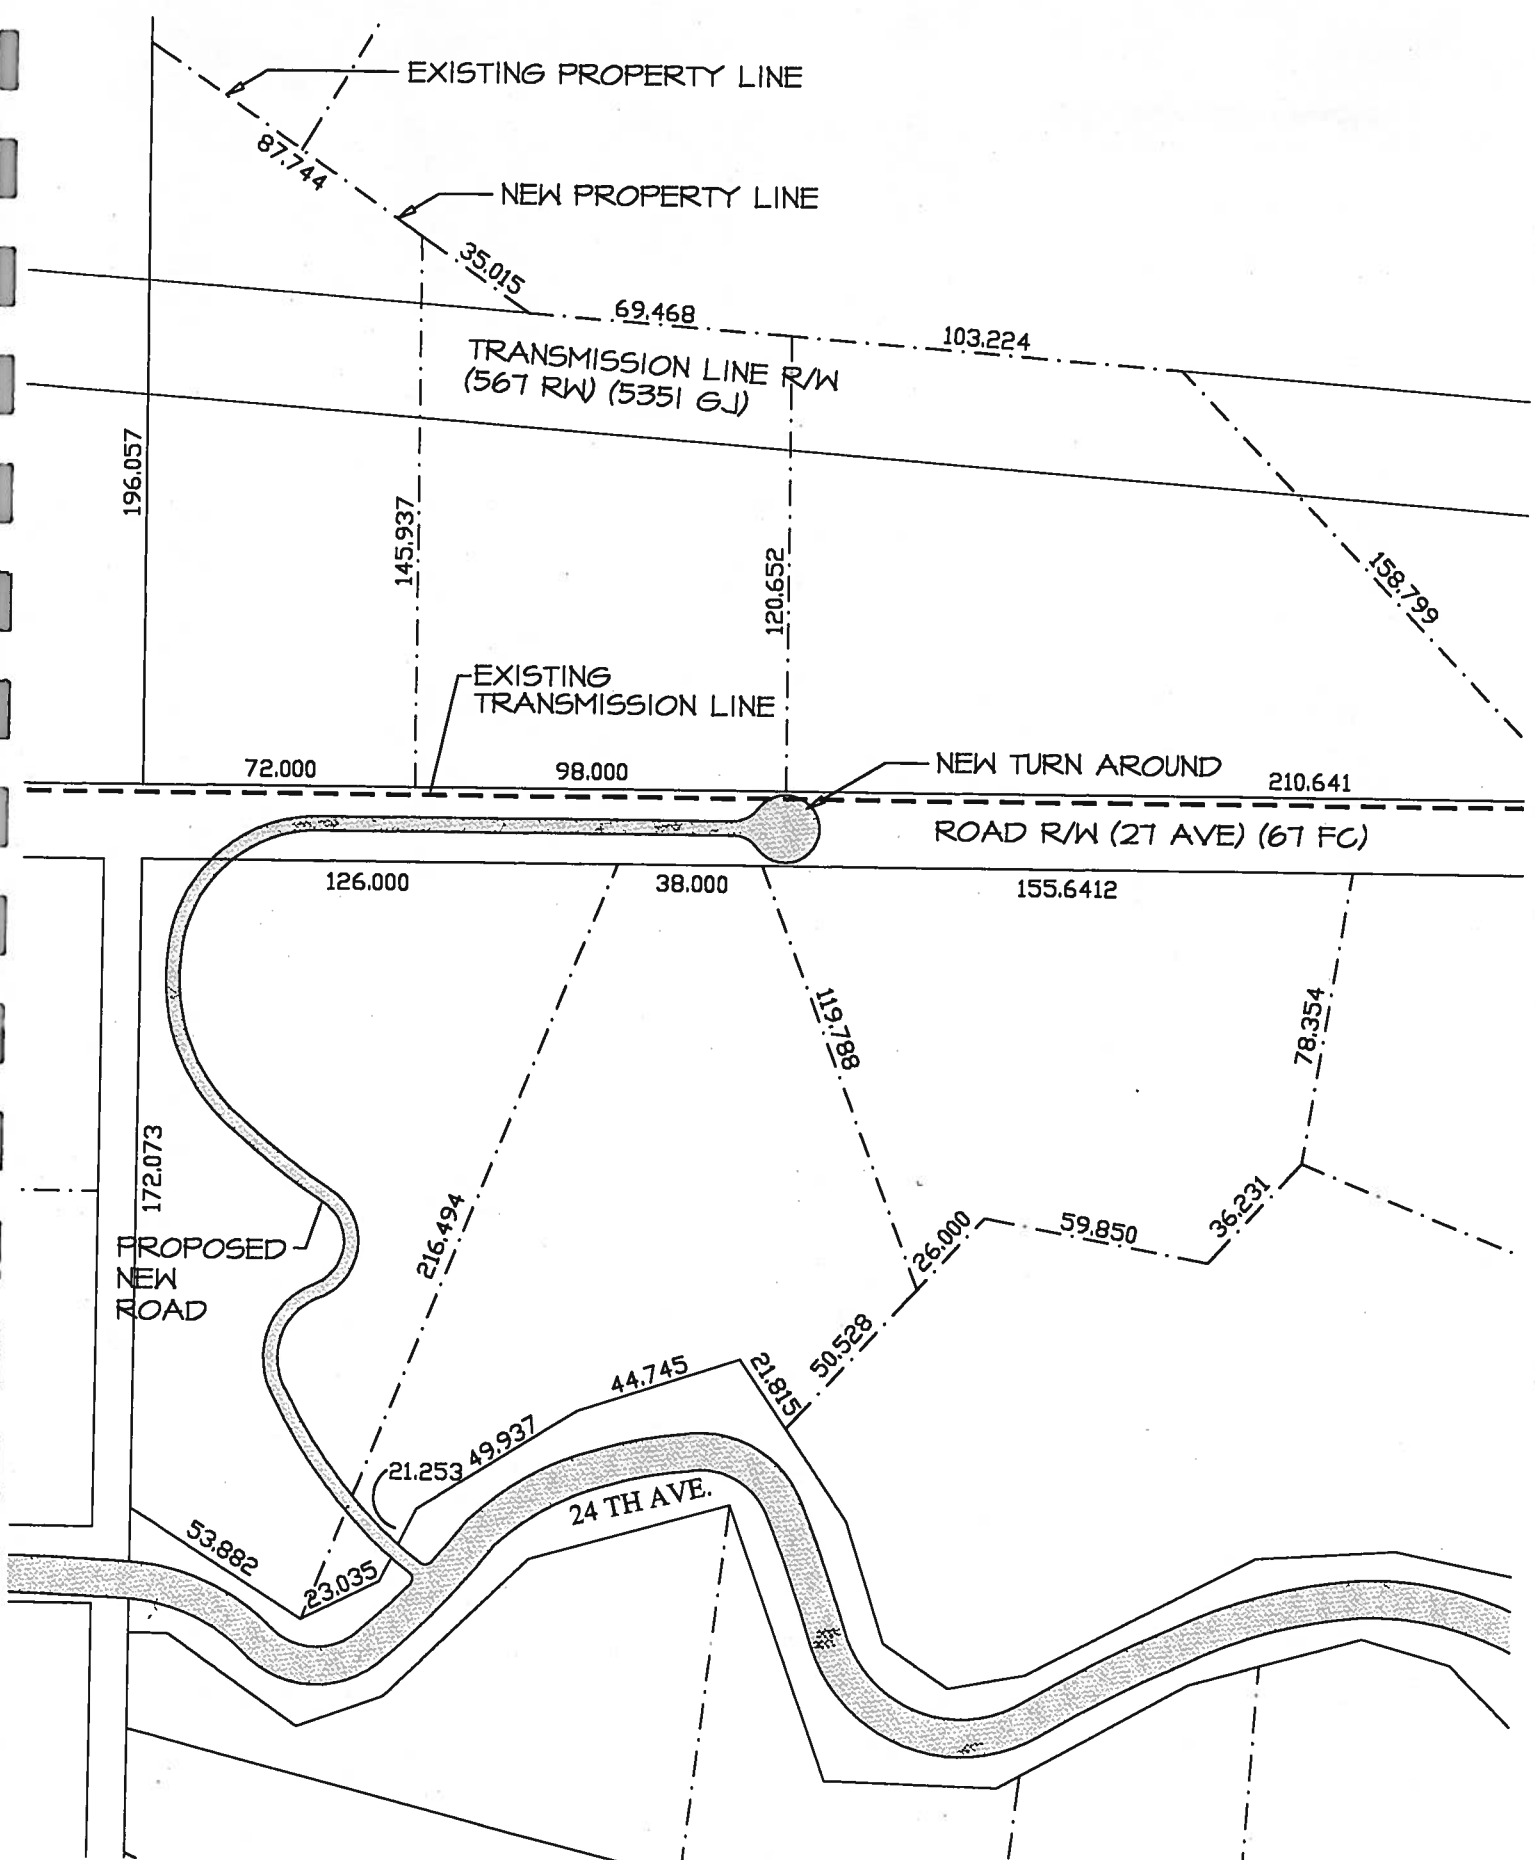 EXISTING PROPERTY LINE
87.744
NEW PROPERTY LINE
35.015
69.468
103.224
TRANSMISSION LINE R/W
(567 RW) (5351 GJ)
196.057
145.937
120.652
158.799
EXISTING
TRANSMISSION LINE
72.000
98.000
NEW TURN AROUND
210.641
ROAD R/W (27 AVE) (67 FC)
126.000
38.000
155.6412
119.788
78.354
172.073
216.494
26.000
59.850
36.231
PROPOSED
NEW
ROAD
50.528
44.745
21.815
49.937
21.253
24 TH AVE.
53.882
23.035